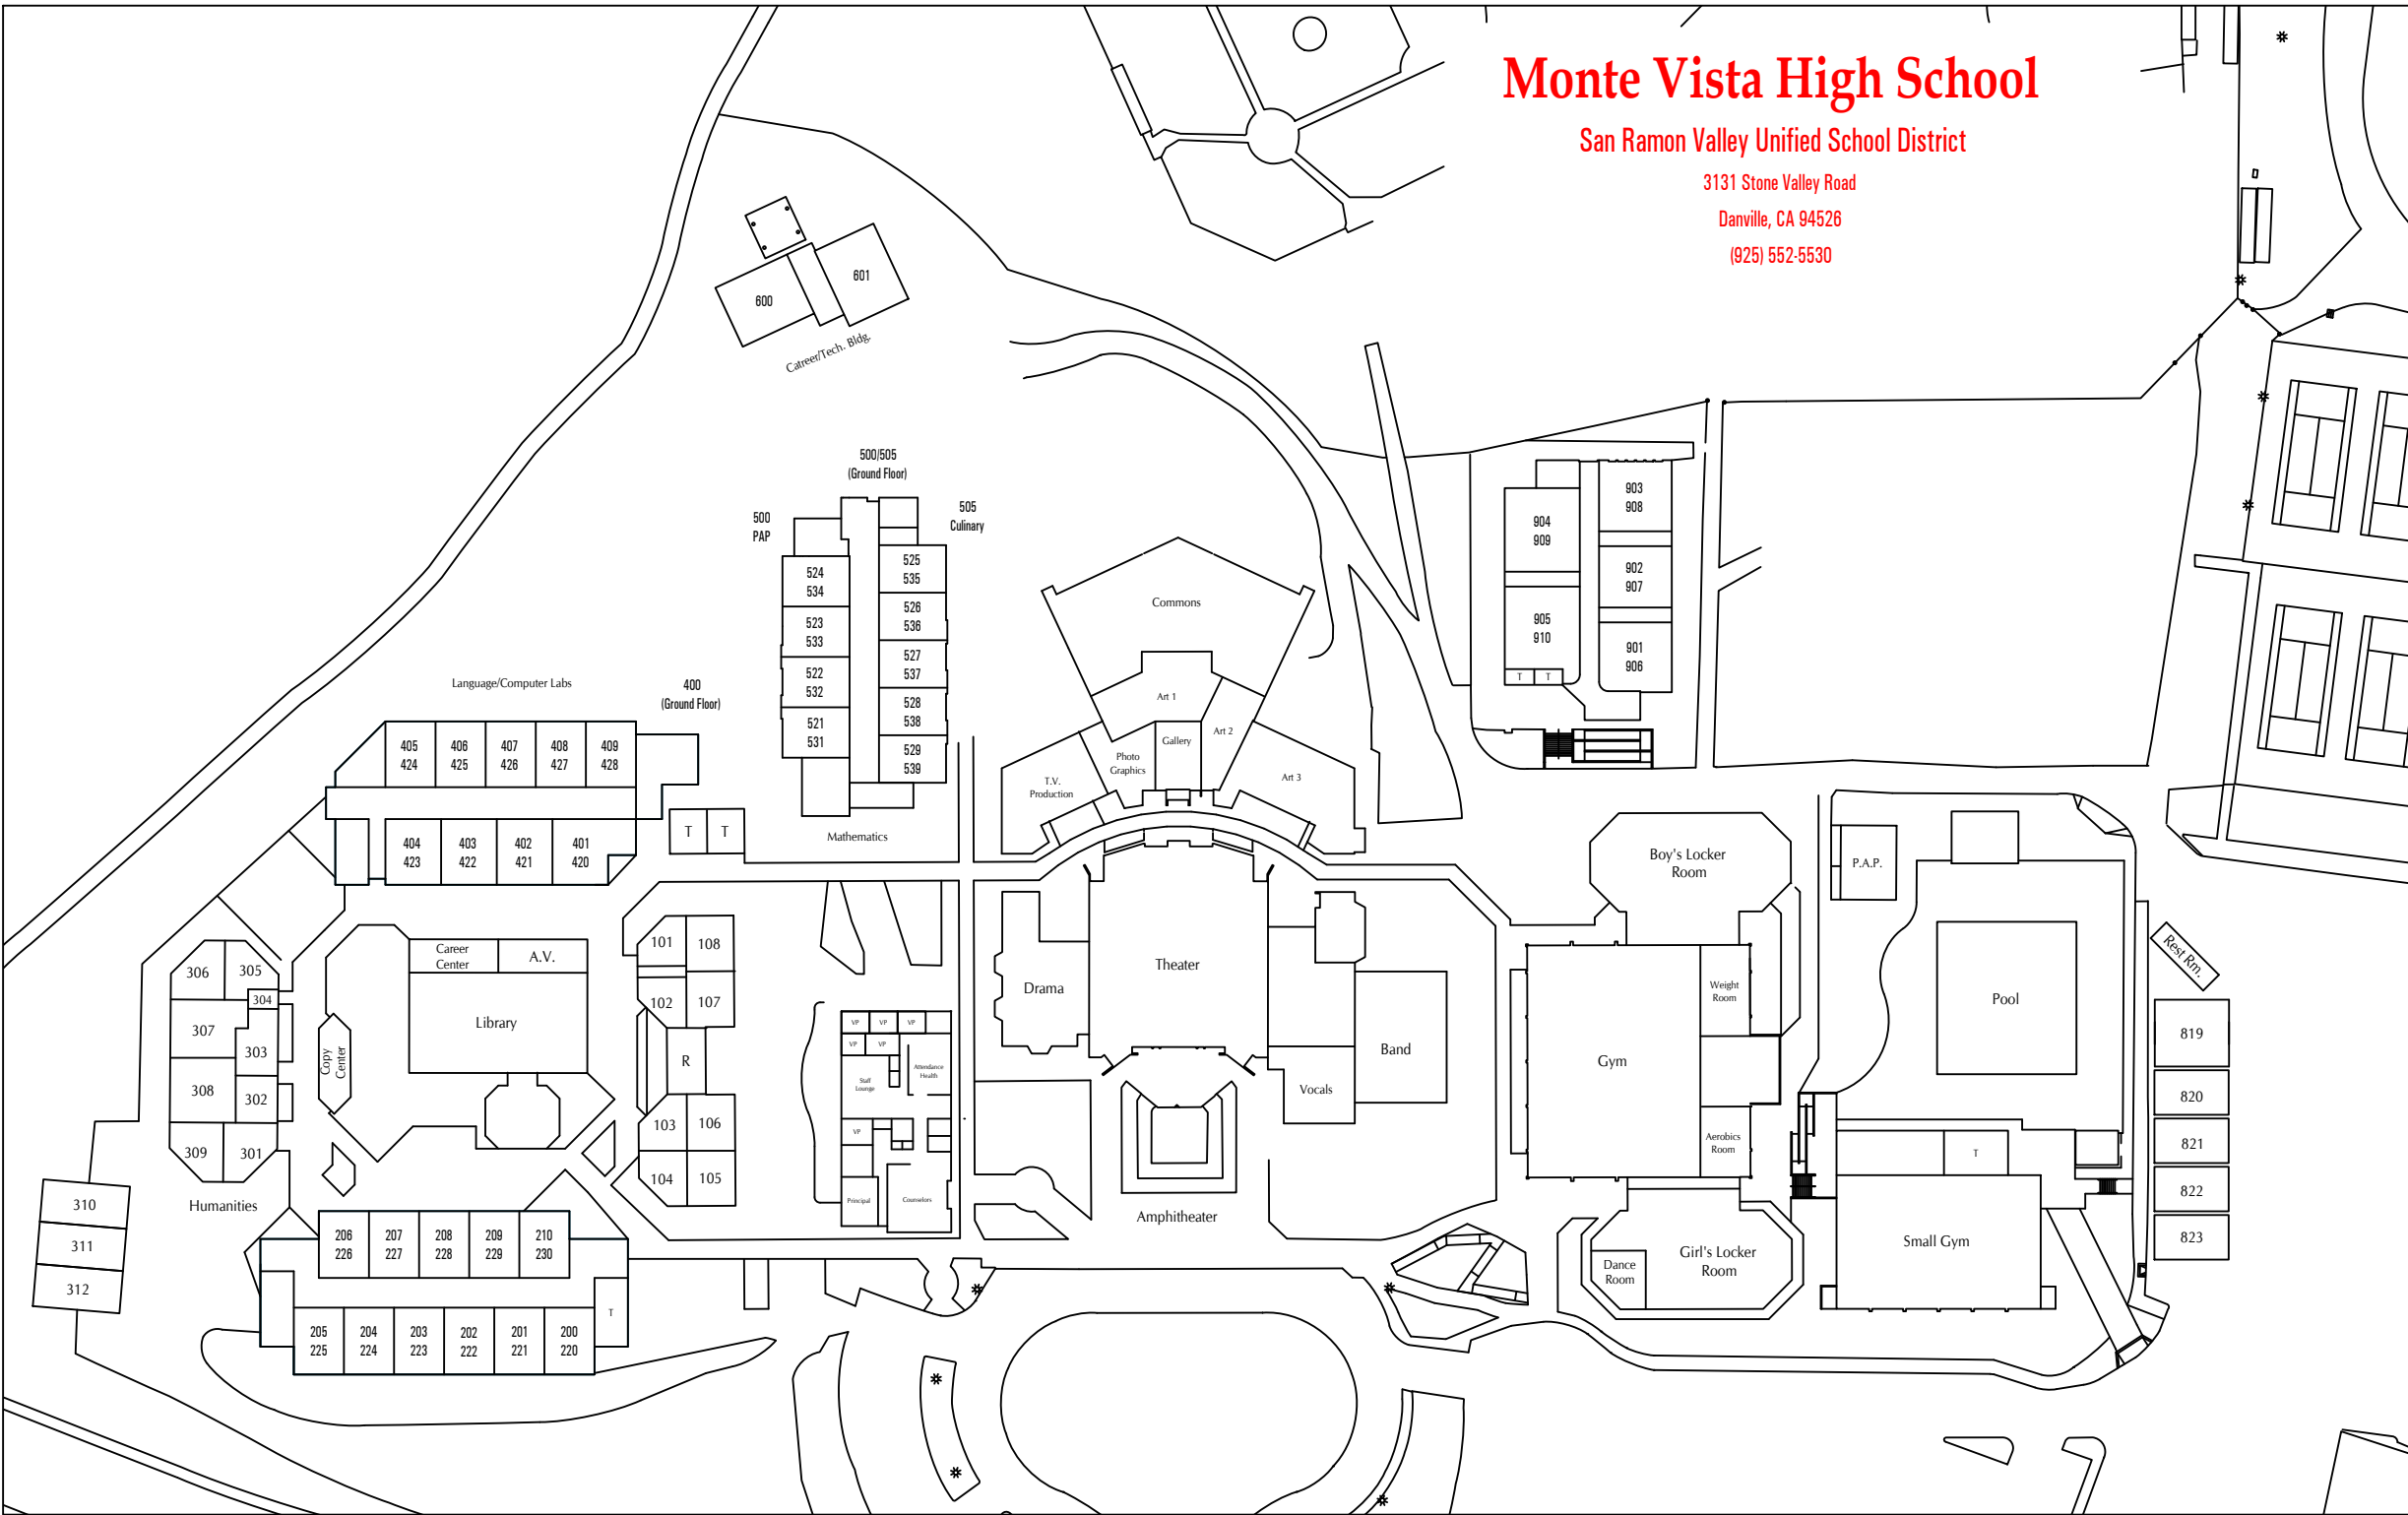 Monte Vista High School
San Ramon Valley Unified School District
3131 Stone Valley Road
Danville, CA 94526
(925) 552-5530
600
601
Catreer/Tech. Bldg.
500/505
(Ground Floor)
500
PAP
505
Culinary
524
534
523
533
522
532
521
531
525
535
526
536
527
537
528
538
529
539
Mathematics
Commons
Art 1
Art 2
Gallery
Photo
Graphics
T.V.
Production
Art 3
903
908
904
909
902
907
905
910
901
906
T
T
Language/Computer Labs
400
(Ground Floor)
405
424
406
425
407
426
408
427
409
428
404
423
403
422
402
421
401
420
T
T
306
305
304
307
303
308
302
309
301
Humanities
310
311
312
Career
Center
A.V.
Library
Copy
Center
101
108
102
107
R
103
106
104
105
VP
VP
VP
VP
VP
Staff
Lounge
Attendance
Health
VP
Principal
Counselors
Drama
Theater
Band
Vocals
Amphitheater
Boy's Locker
Room
Weight
Room
Gym
Aerobics
Room
Dance
Room
Girl's Locker
Room
P.A.P.
Pool
T
Small Gym
Rest Rm.
819
820
821
822
823
206
226
207
227
208
228
209
229
210
230
205
225
204
224
203
223
202
222
201
221
200
220
T